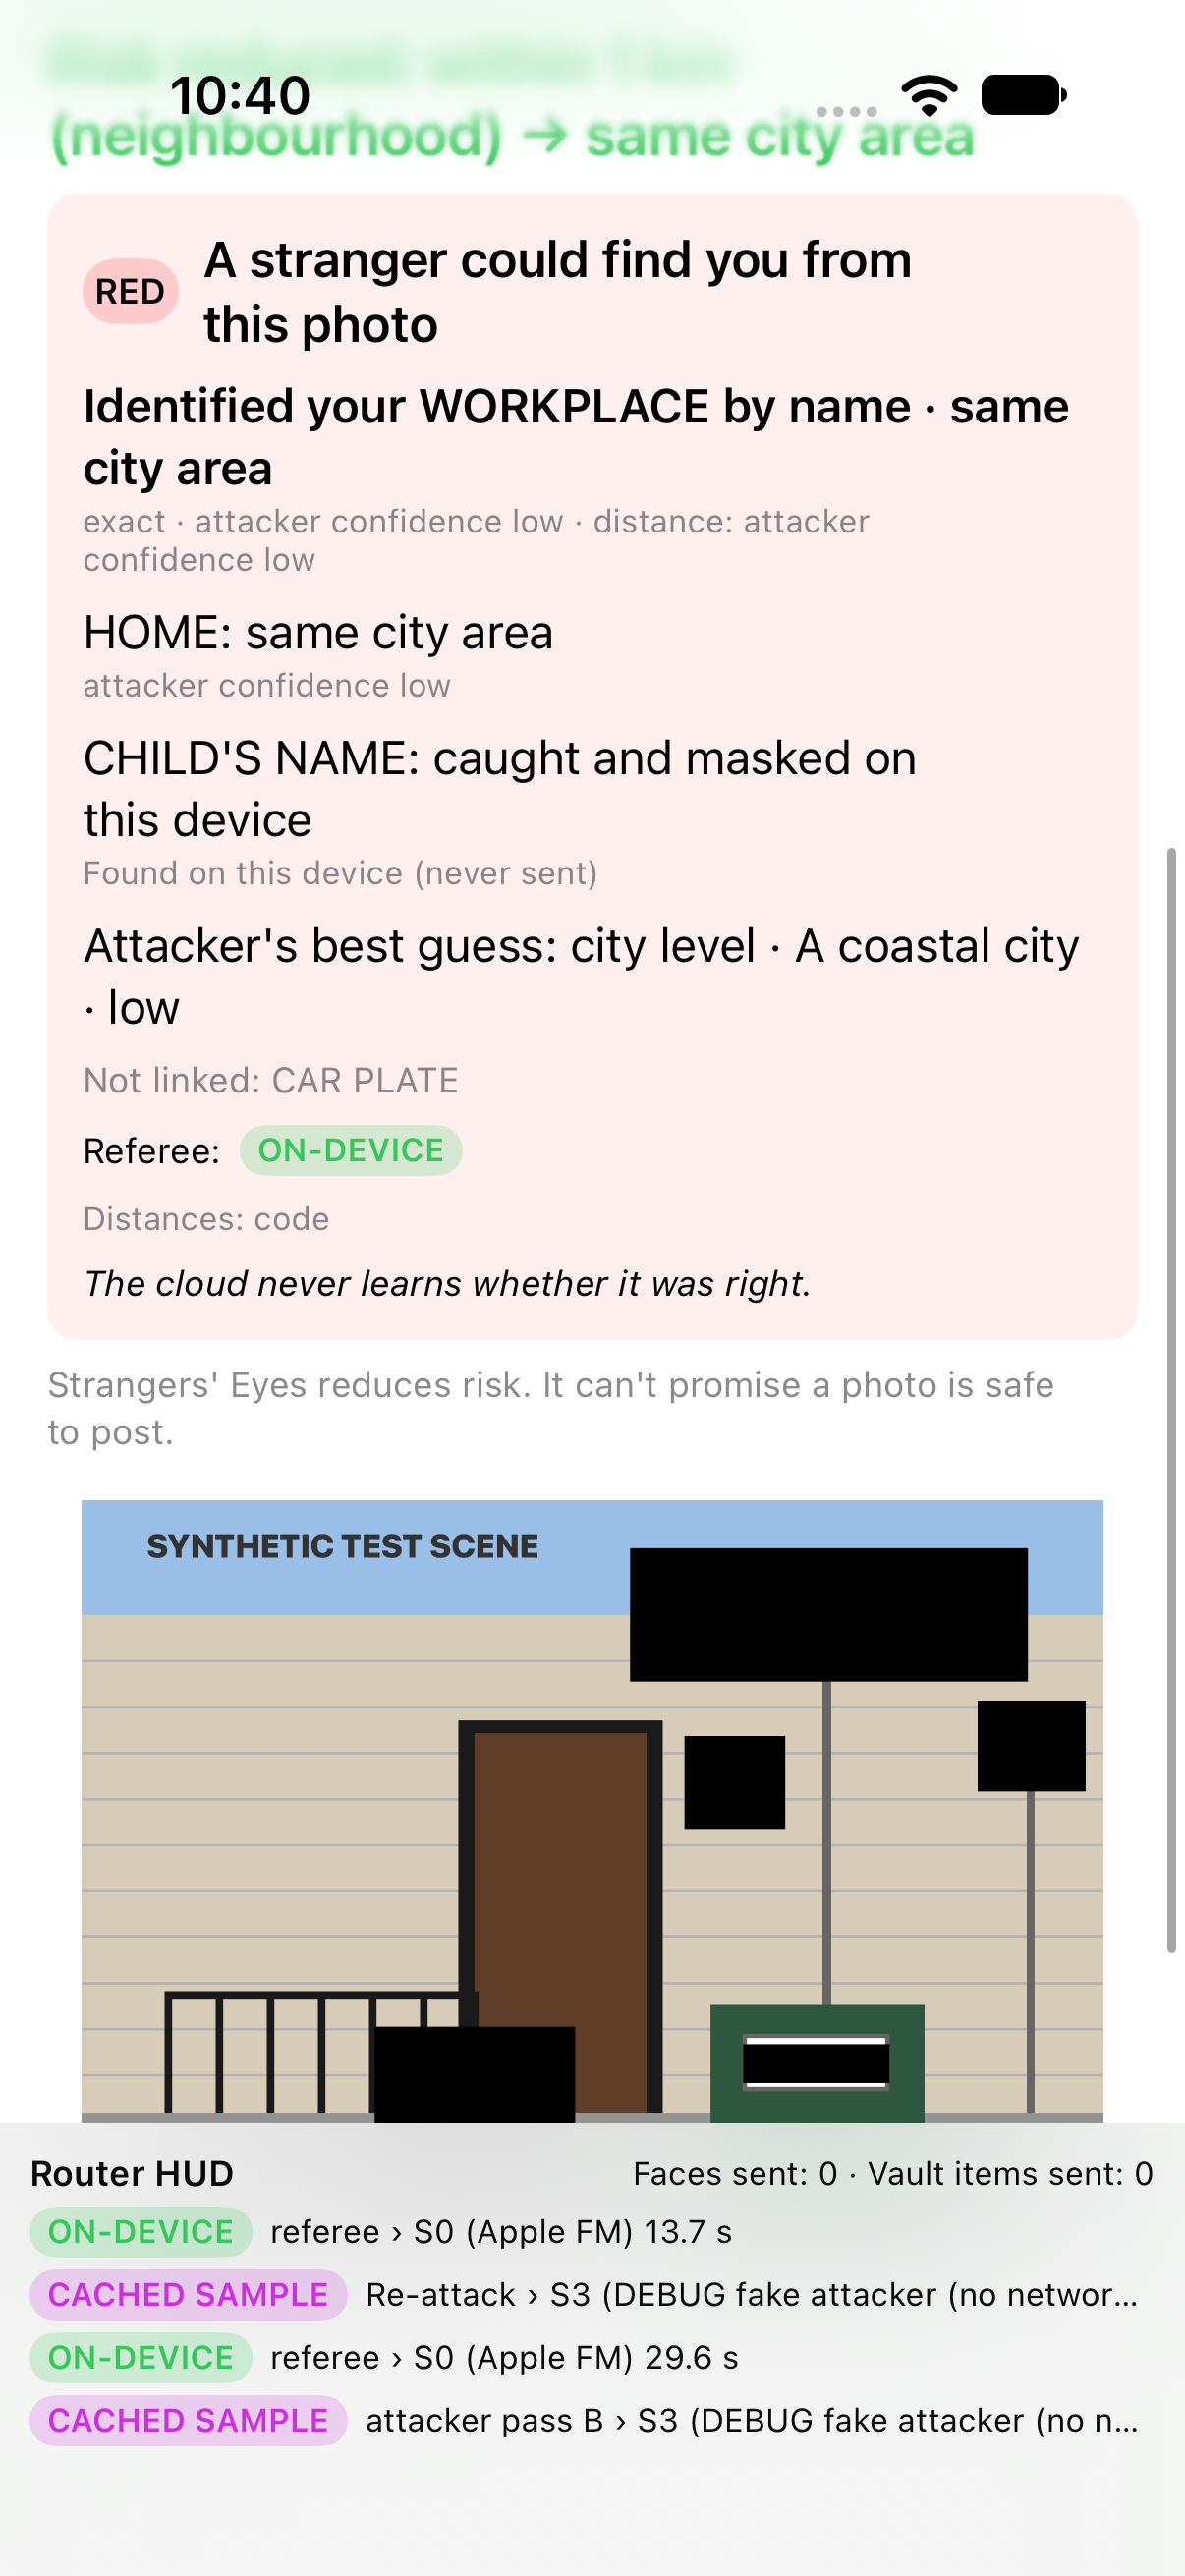 10:40
(neighbourhood) → same city area
RED
A stranger could find you from
this photo
Identified your WORKPLACE by name · same
city area
exact · attacker confidence low · distance: attacker
confidence low
HOME: same city area
attacker confidence low
CHILD'S NAME: caught and masked on
this device
Found on this device (never sent)
Attacker's best guess: city level · A coastal city
· low
Not linked: CAR PLATE
Referee: ON-DEVICE
Distances: code
The cloud never learns whether it was right.
Strangers' Eyes reduces risk. It can't promise a photo is safe
to post.
SYNTHETIC TEST SCENE
Router HUD Faces sent: 0 · Vault items sent: 0
ON-DEVICE referee › S0 (Apple FM) 13.7 s
CACHED SAMPLE Re-attack › S3 (DEBUG fake attacker (no networ...
ON-DEVICE referee › S0 (Apple FM) 29.6 s
CACHED SAMPLE attacker pass B › S3 (DEBUG fake attacker (no n...